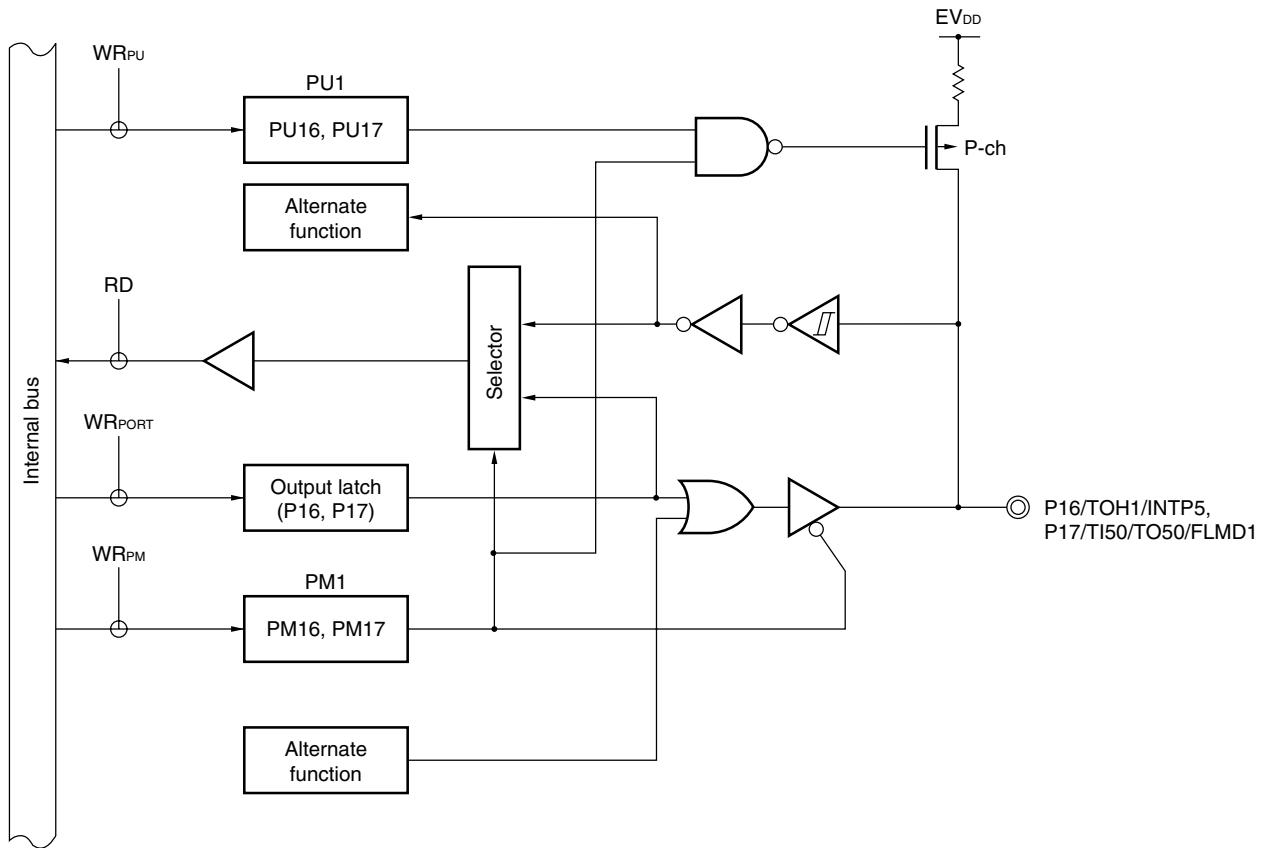 EVDD
WRPU
PU1
PU16, PU17
P-ch
Alternate
function
RD
Selector
Internal bus
WRPORT
Output latch
(P16, P17)
P16/TOH1/INTP5,
P17/TI50/TO50/FLMD1
WRPM
PM1
PM16, PM17
Alternate
function